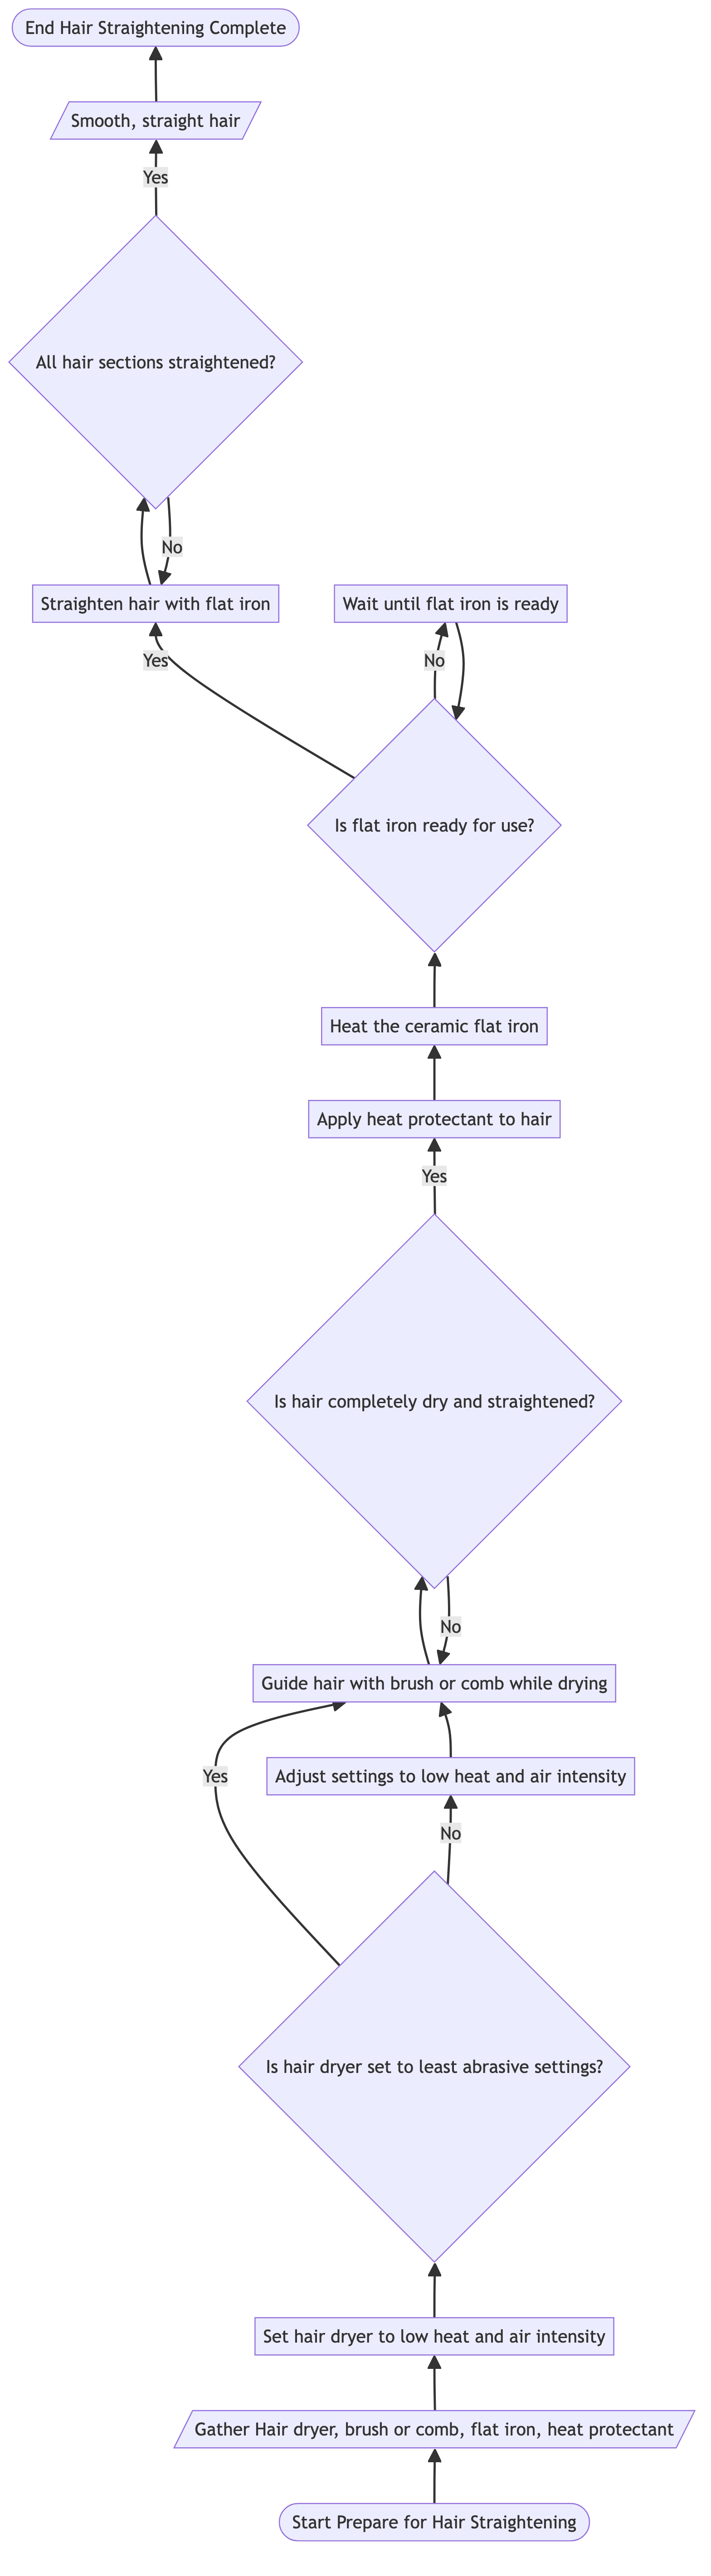 End Hair Straightening Complete
Smooth, straight hair
Yes
All hair sections straightened?
No
Straighten hair with flat iron
Wait until flat iron is ready
Yes
No
Is flat iron ready for use?
Heat the ceramic flat iron
Apply heat protectant to hair
Yes
Is hair completely dry and straightened?
No
Guide hair with brush or comb while drying
Yes
Adjust settings to low heat and air intensity
No
Is hair dryer set to least abrasive settings?
Set hair dryer to low heat and air intensity
Gather Hair dryer, brush or comb, flat iron, heat protectant
Start Prepare for Hair Straightening